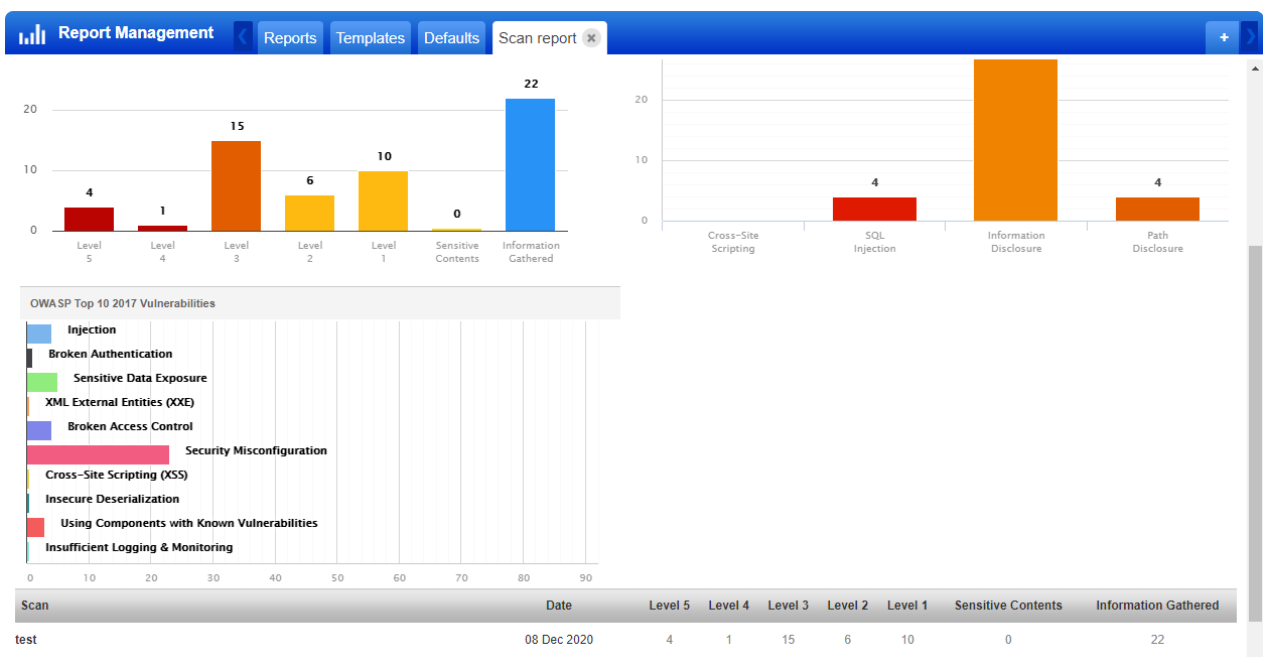 Report Management
Reports
Templates
Defaults
Scan report
+
22
20
15
10
10
6
4
1
0
0
Level 5
Level 4
Level 3
Level 2
Level 1
Sensitive Contents
Information Gathered
20
10
4
4
0
Cross-Site Scripting
SQL Injection
Information Disclosure
Path Disclosure
OWASP Top 10 2017 Vulnerabilities
Injection
Broken Authentication
Sensitive Data Exposure
XML External Entities (XXE)
Broken Access Control
Security Misconfiguration
Cross-Site Scripting (XSS)
Insecure Deserialization
Using Components with Known Vulnerabilities
Insufficient Logging & Monitoring
0 10 20 30 40 50 60 70 80 90
Scan Date Level 5 Level 4 Level 3 Level 2 Level 1 Sensitive Contents Information Gathered
test 08 Dec 2020 4 1 15 6 10 0 22